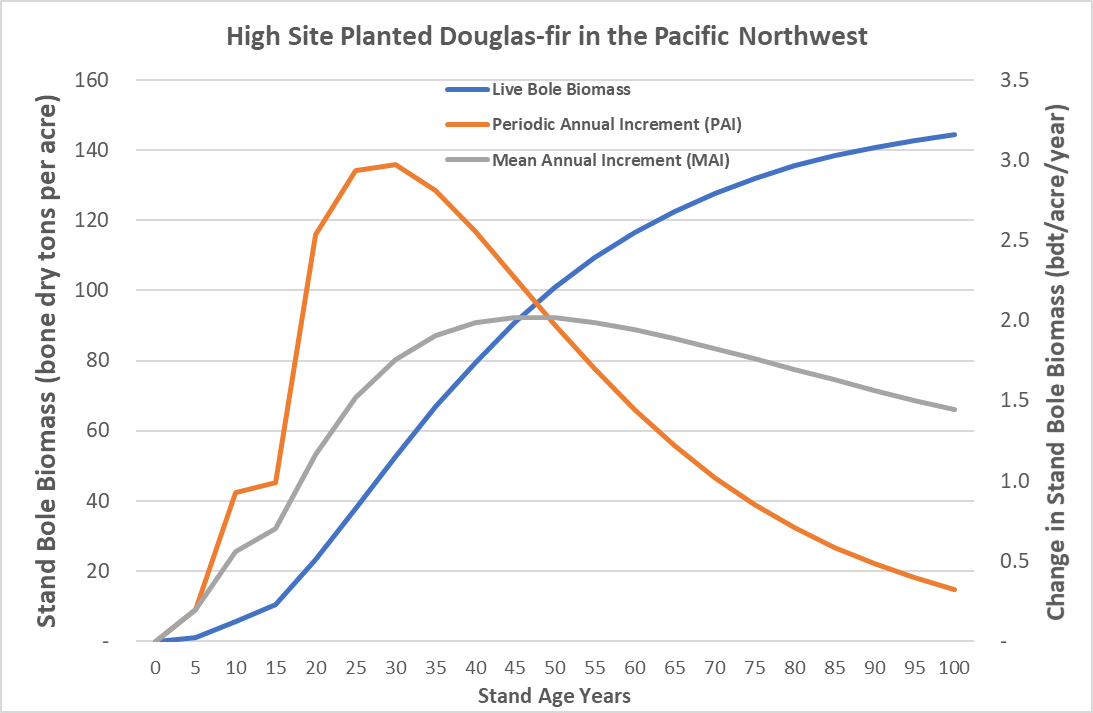 High Site Planted Douglas-fir in the Pacific Northwest
Stand Bole Biomass (bone dry tons per acre)
160
140
120
100
80
60
40
20
-
Live Bole Biomass
Periodic Annual Increment (PAI)
Mean Annual Increment (MAI)
3.5
3.0
2.5
2.0
1.5
1.0
0.5
-
Change in Stand Bole Biomass (bdt/acre/year)
0 5 10 15 20 25 30 35 40 45 50 55 60 65 70 75 80 85 90 95 100
Stand Age Years